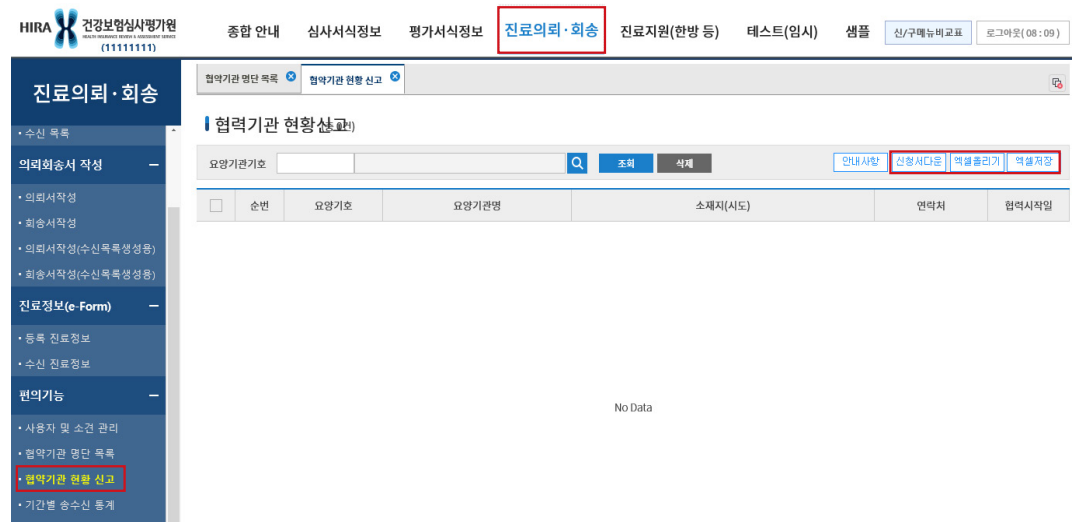 HIRA 건강보험심사평가원
HEALTH INSURANCE REVIEW & ASSESSMENT SERVICE
(11111111)
종합 안내 심사서식정보 평가서식정보 진료의뢰·회송 진료지원(한방 등) 테스트(임시) 샘플 신/구메뉴비교표 로그아웃( 08 : 09 )
진료의뢰·회송
• 수신 목록
의뢰회송서 작성 −
• 의뢰서작성
• 회송서작성
• 의뢰서작성(수신목록생성용)
• 회송서작성(수신목록생성용)
진료정보(e-Form) −
• 등록 진료정보
• 수신 진료정보
편의기능 −
• 사용자 및 소견 관리
• 협약기관 명단 목록
• 협약기관 현황 신고
• 기간별 송수신 통계
협약기관 명단 목록 협약기관 현황 신고
협력기관 현황신고 (총 0건)
요양기관기호 조회 삭제 안내사항 신청서다운 엑셀올리기 엑셀저장
순번 요양기호 요양기관명 소재지(시도) 연락처 협력시작일
No Data